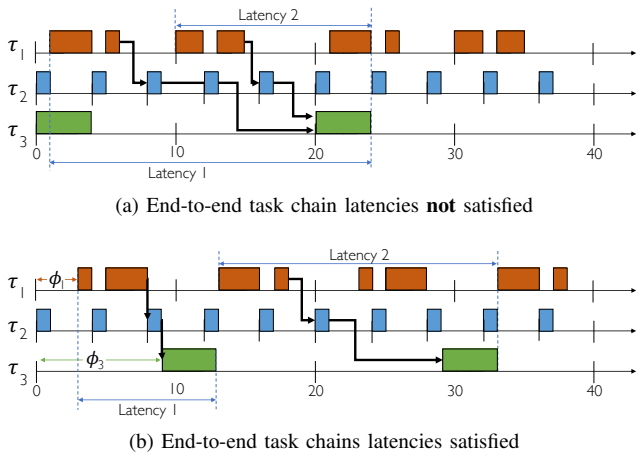 Latency 2
τ1
τ2
τ3
0 10 20 30 40
Latency 1
(a) End-to-end task chain latencies not satisfied
Latency 2
ϕ1
τ1
τ2
ϕ3
τ3
0 10 20 30 40
Latency 1
(b) End-to-end task chains latencies satisfied